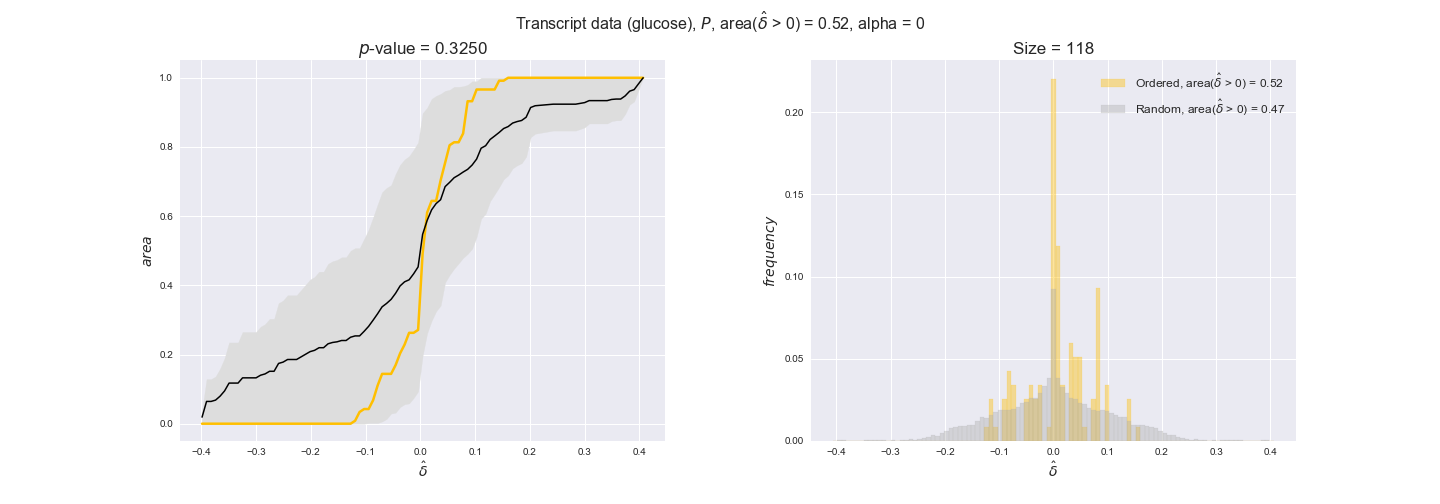 Transcript data (glucose), P, area(δ̂ > 0) = 0.52, alpha = 0
p-value = 0.3250
1.0
0.8
0.6
0.4
0.2
0.0
area
−0.4 −0.3 −0.2 −0.1 0.0 0.1 0.2 0.3 0.4
δ̂
Size = 118
Ordered, area(δ̂ > 0) = 0.52
Random, area(δ̂ > 0) = 0.47
0.20
0.15
0.10
0.05
0.00
frequency
−0.4 −0.3 −0.2 −0.1 0.0 0.1 0.2 0.3 0.4
δ̂